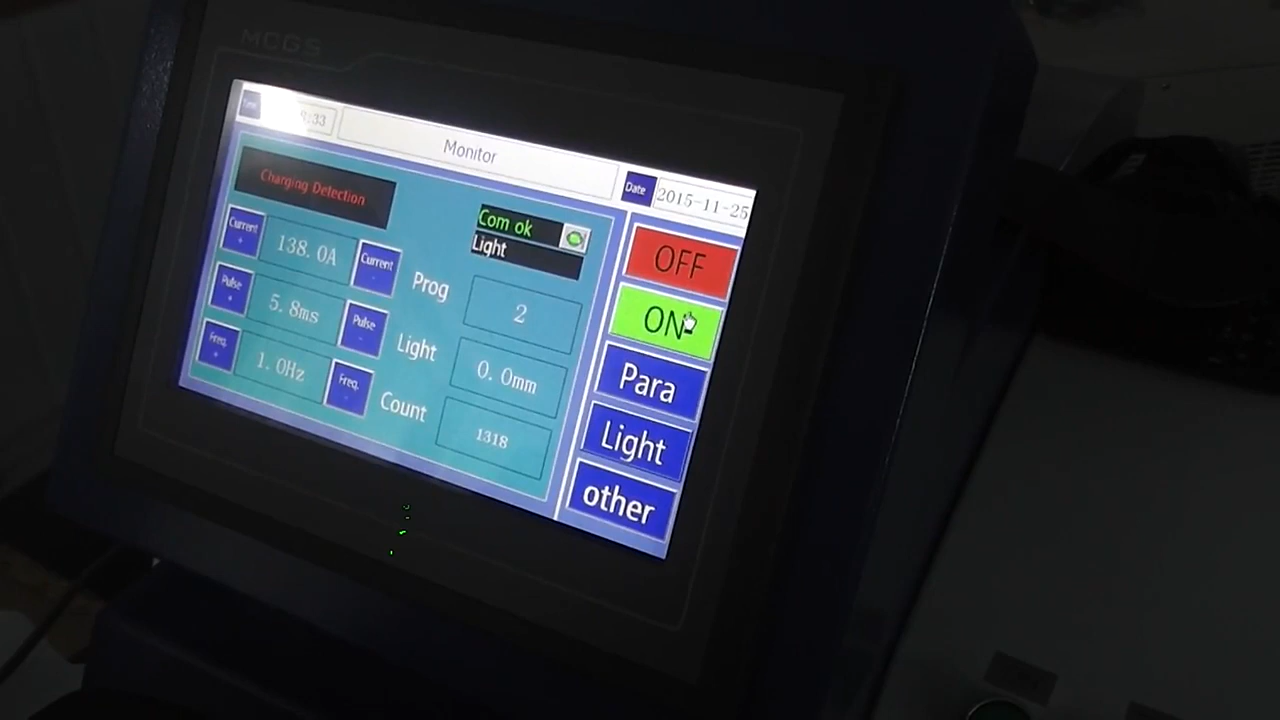 MCGS
Time
Monitor
Date
2015-11-25
Charging Detection
Com ok
Light
Current
+
138.0A
Current
-
Prog
2
Pulse
+
5.8ms
Pulse
-
Light
0.0mm
Freq.
+
1.0Hz
Freq.
-
Count
1318
OFF
ON
Para
Light
other